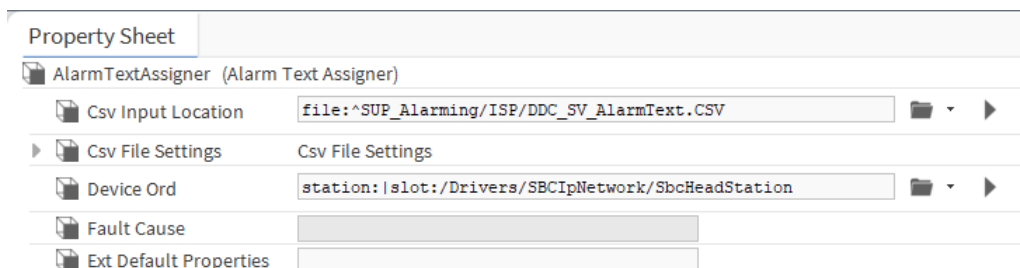 Property Sheet
AlarmTextAssigner (Alarm Text Assigner)
Csv Input Location file:^SUP_Alarming/ISP/DDC_SV_AlarmText.CSV
Csv File Settings Csv File Settings
Device Ord station:|slot:/Drivers/SBCIpNetwork/SbcHeadStation
Fault Cause
Ext Default Properties